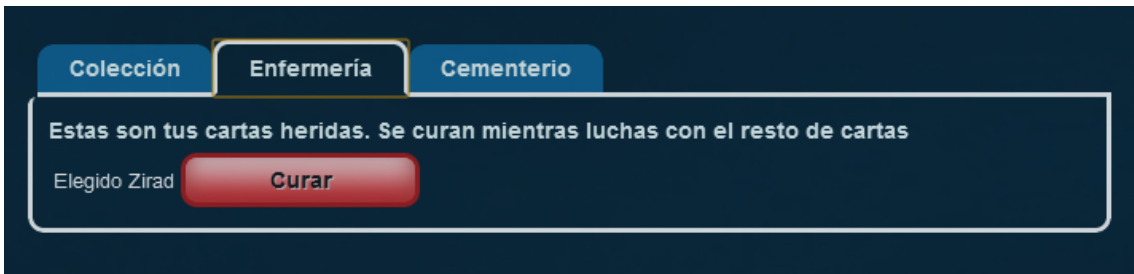 Colección Enfermería Cementerio
Estas son tus cartas heridas. Se curan mientras luchas con el resto de cartas
Elegido Zirad Curar